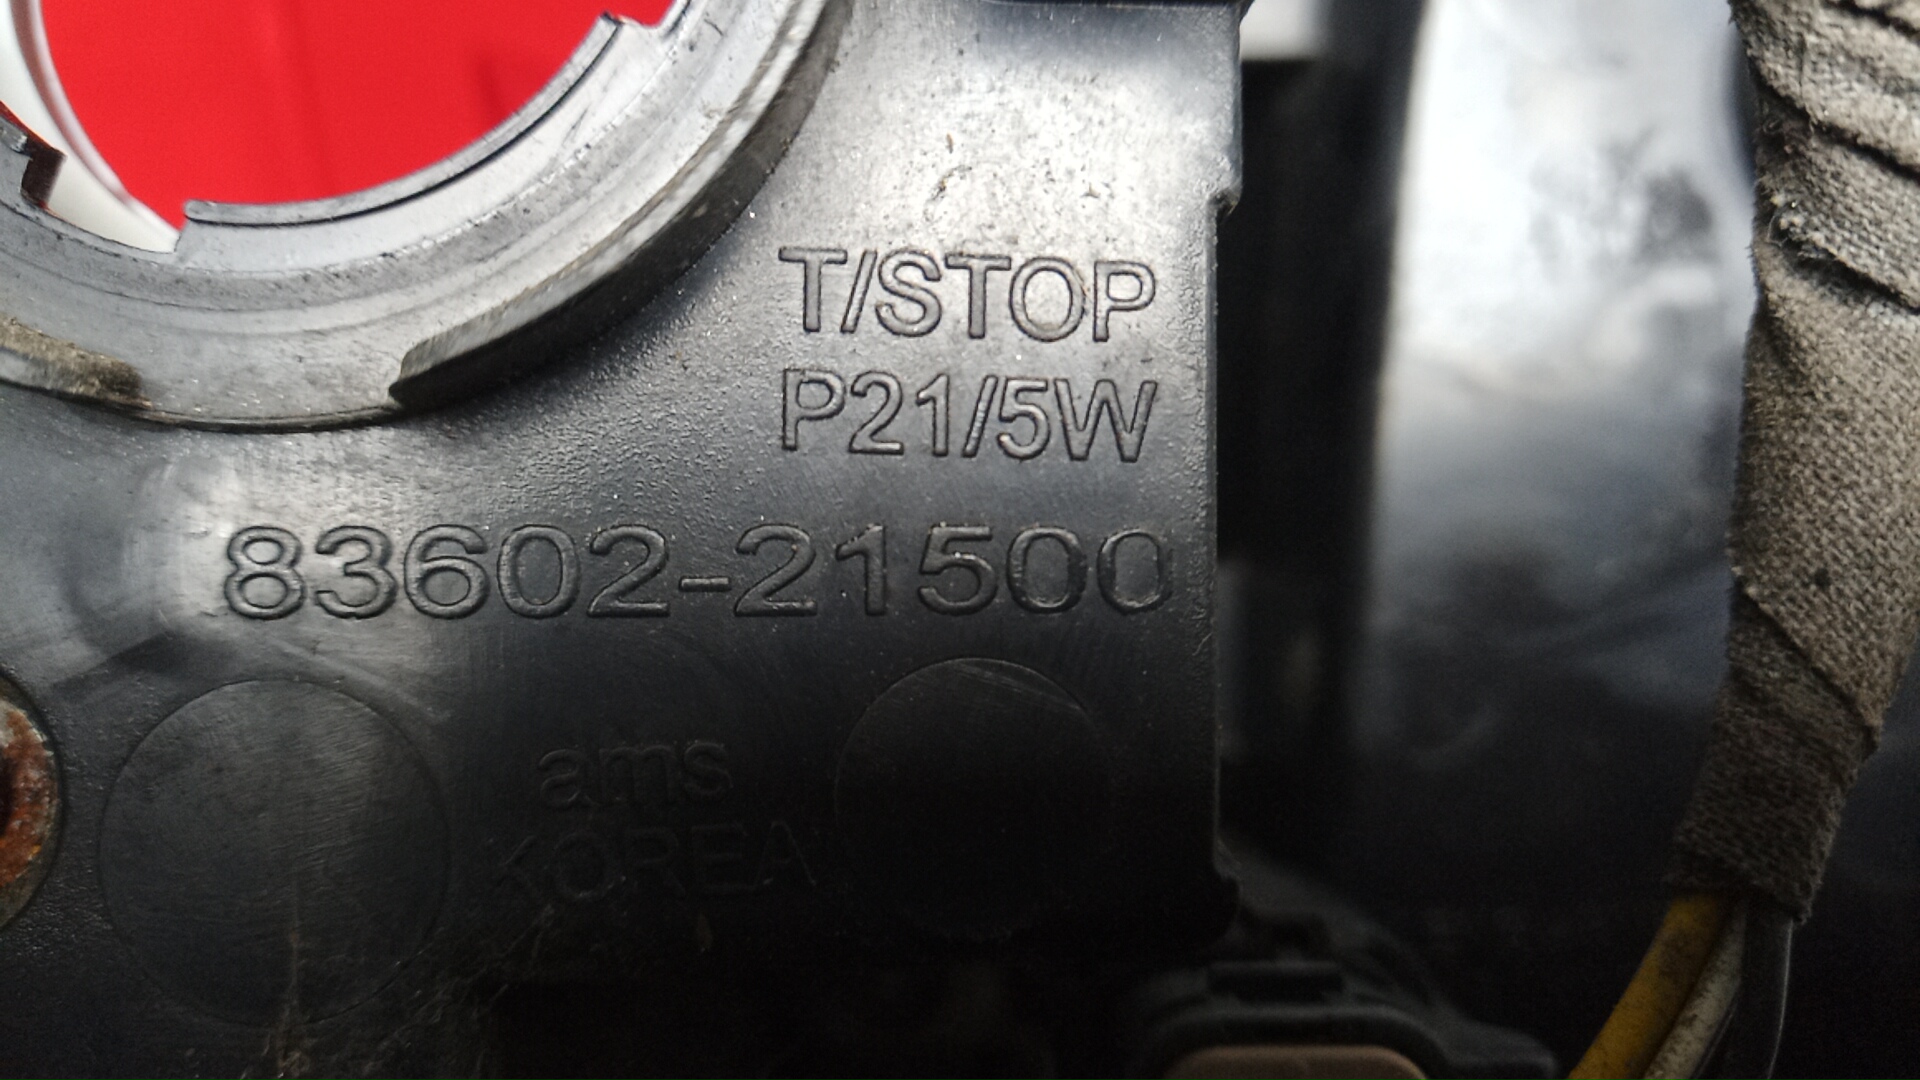 T/STOP
P21/5W
83602-21500
ams
KOREA